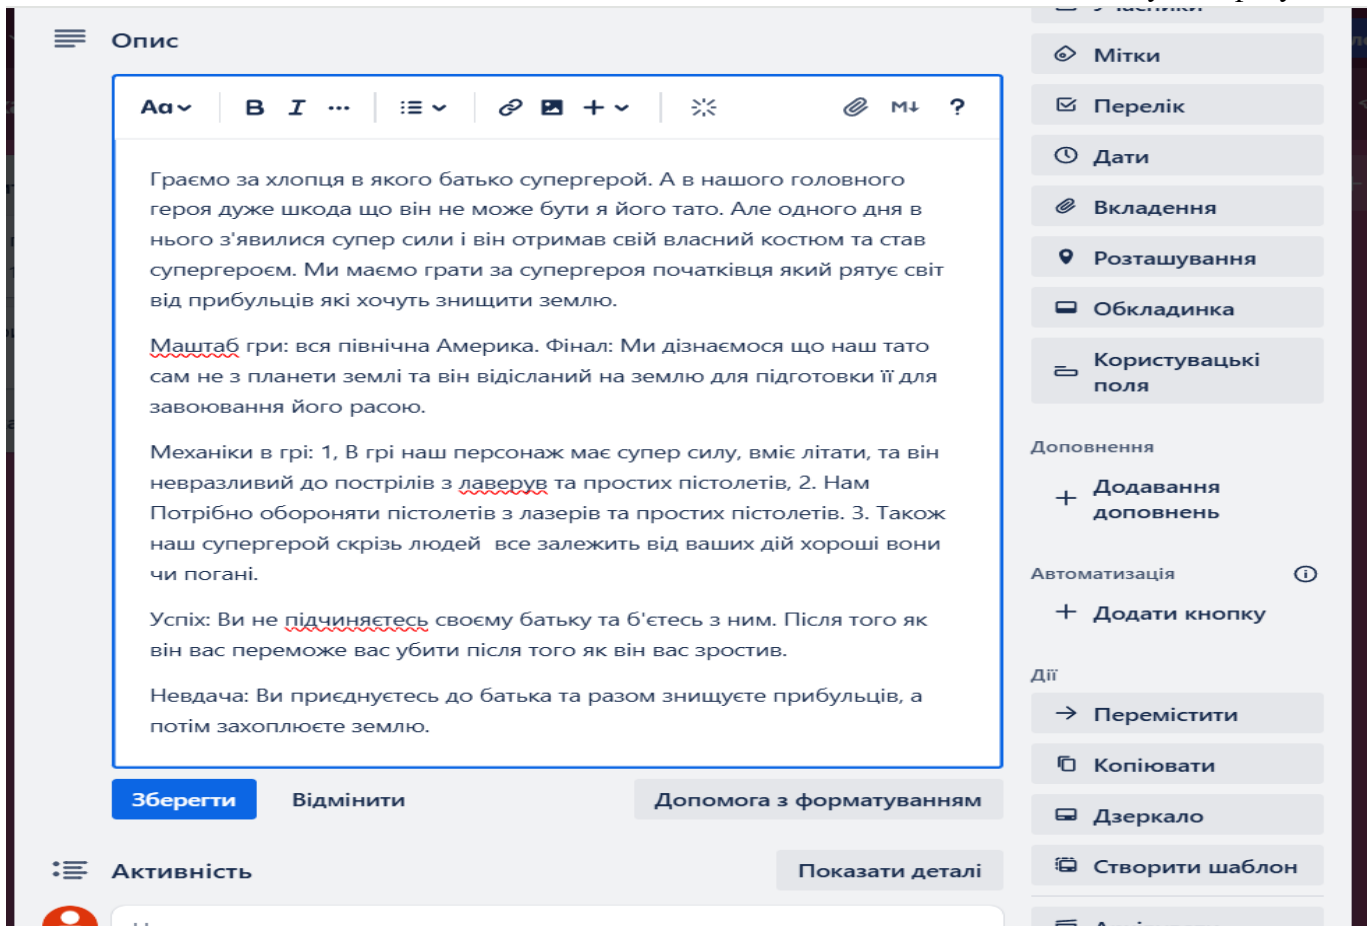 Опис
Aa
B I ...
M
?
Граємо за хлопця в якого батько супергерой. А в нашого головного
героя дуже шкода що він не може бути я його тато. Але одного дня в
нього з'явилися супер сили і він отримав свій власний костюм та став
супергероєм. Ми маємо грати за супергероя початківця який рятує світ
від прибульців які хочуть знищити землю.
Маштаб гри: вся північна Америка. Фінал: Ми дізнаємося що наш тато
сам не з планети землі та він відісланий на землю для підготовки її для
завоювання його расою.
Механіки в грі: 1, В грі наш персонаж має супер силу, вміє літати, та він
невразливий до пострілів з лаверув та простих пістолетів, 2. Нам
Потрібно обороняти пістолетів з лазерів та простих пістолетів. 3. Також
наш супергерой скрізь людей  все залежить від ваших дій хороші вони
чи погані.
Успіх: Ви не підчиняєтесь своєму батьку та б'єтесь з ним. Після того як
він вас переможе вас убити після того як він вас зростив.
Невдача: Ви приєднуєтесь до батька та разом знищуєте прибульців, а
потім захоплюєте землю.
Зберегти
Відмінити
Допомога з форматуванням
Активність
Показати деталі
Мітки
Перелік
Дати
Вкладення
Розташування
Обкладинка
Користувацькі
поля
Доповнення
+ Додавання
доповнень
Автоматизація
+ Додати кнопку
Дії
→ Перемістити
Копіювати
Дзеркало
Створити шаблон